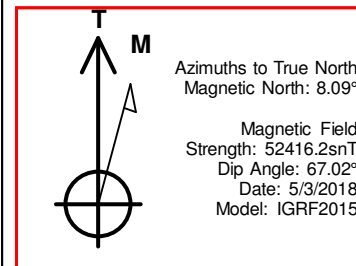 T
M
Azimuths to True North
Magnetic North: 8.09°
Magnetic Field
Strength: 52416.2snT
Dip Angle: 67.02°
Date: 5/3/2018
Model: IGRF2015